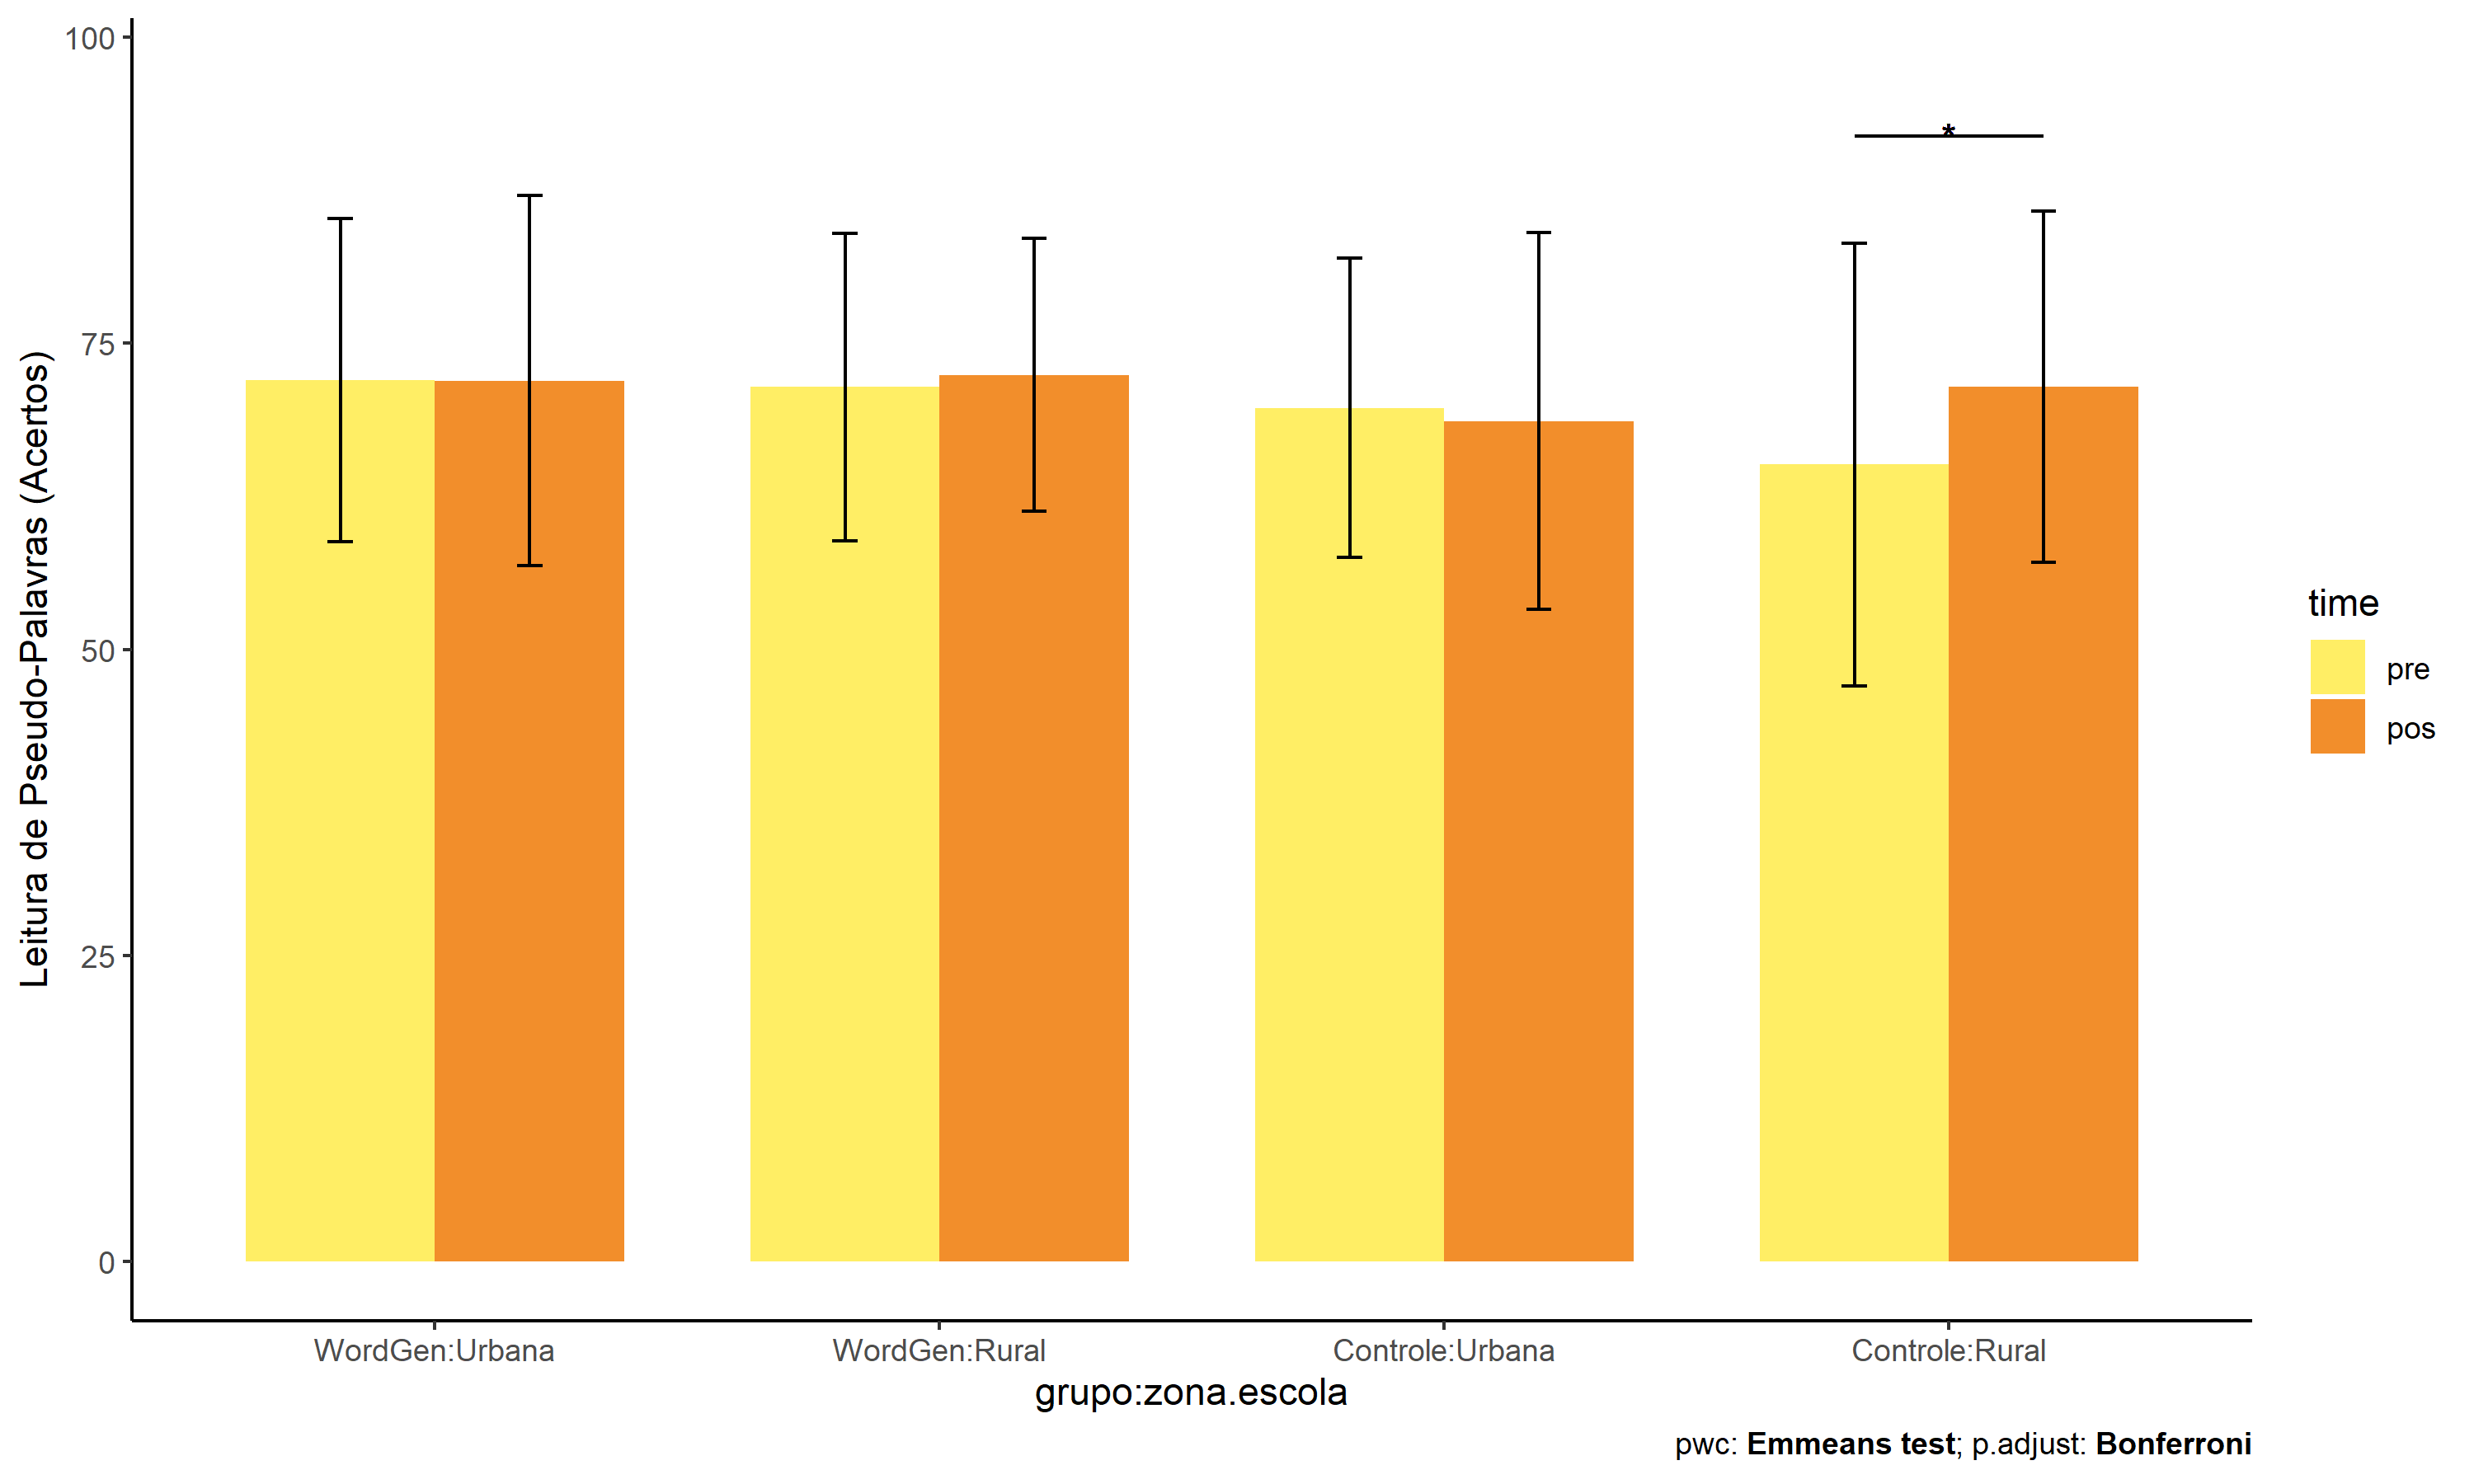 Leitura de Pseudo-Palavras (Acertos)
100
75
50
25
0
*
WordGen:Urbana
WordGen:Rural
Controle:Urbana
Controle:Rural
grupo:zona.escola
time
pre
pos
pwc: Emmeans test; p.adjust: Bonferroni